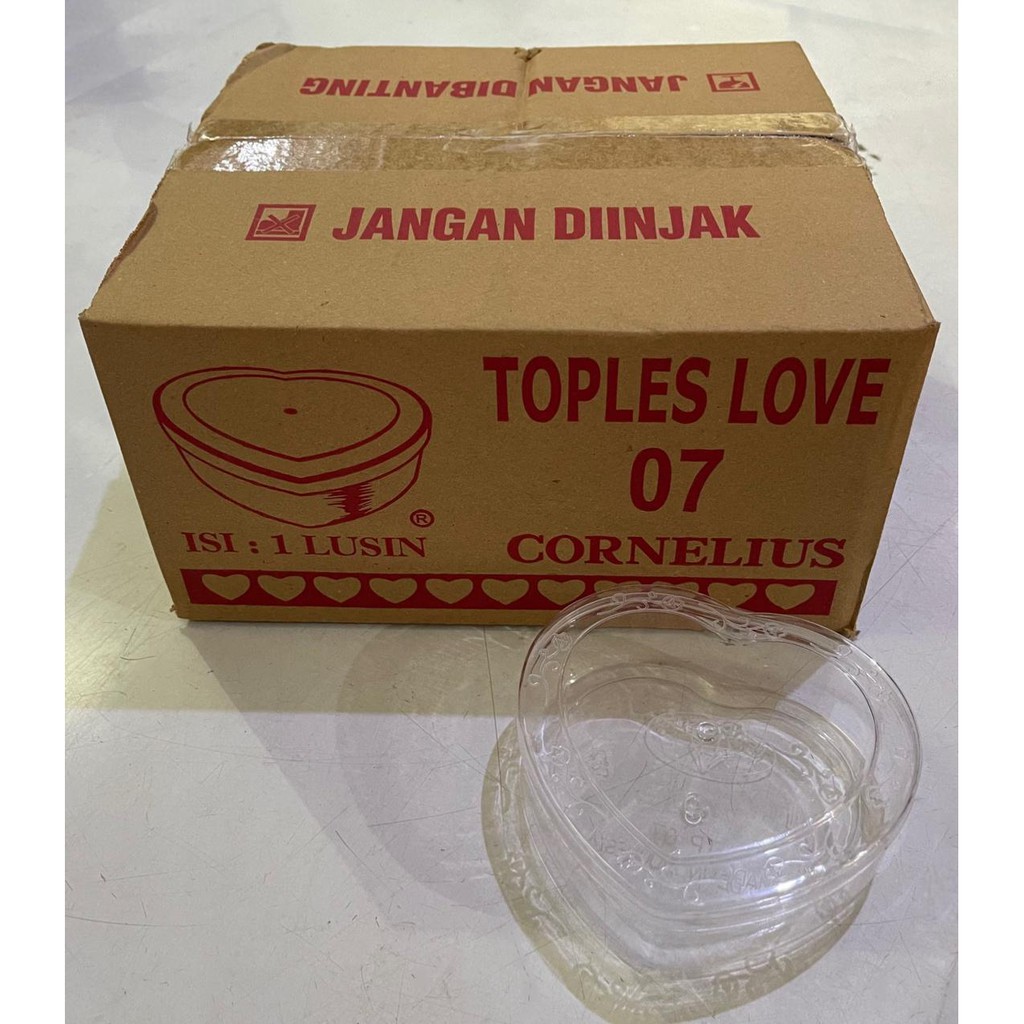 JANGAN DIBANTING
JANGAN DIINJAK
TOPLES LOVE
07
®
ISI : 1 LUSIN
CORNELIUS